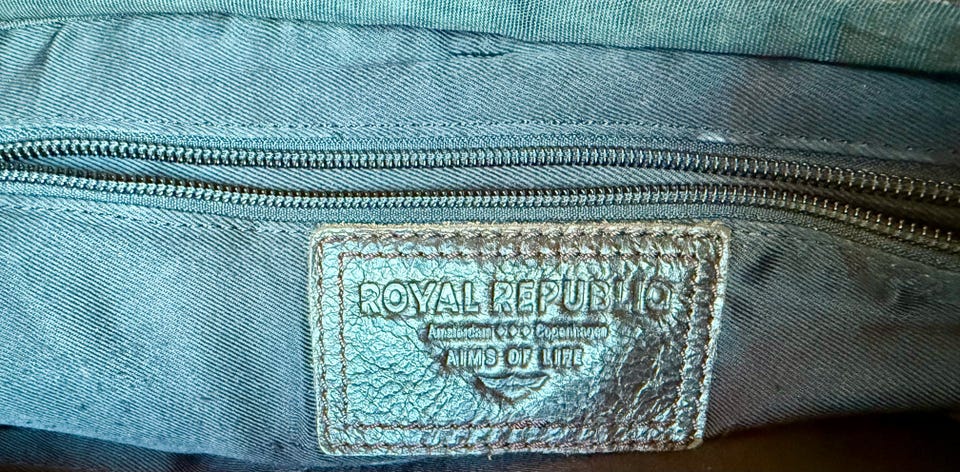 ROYAL REPUBLIQ
Amsterdam ◇◇◇ Copenhagen
AIMS OF LIFE